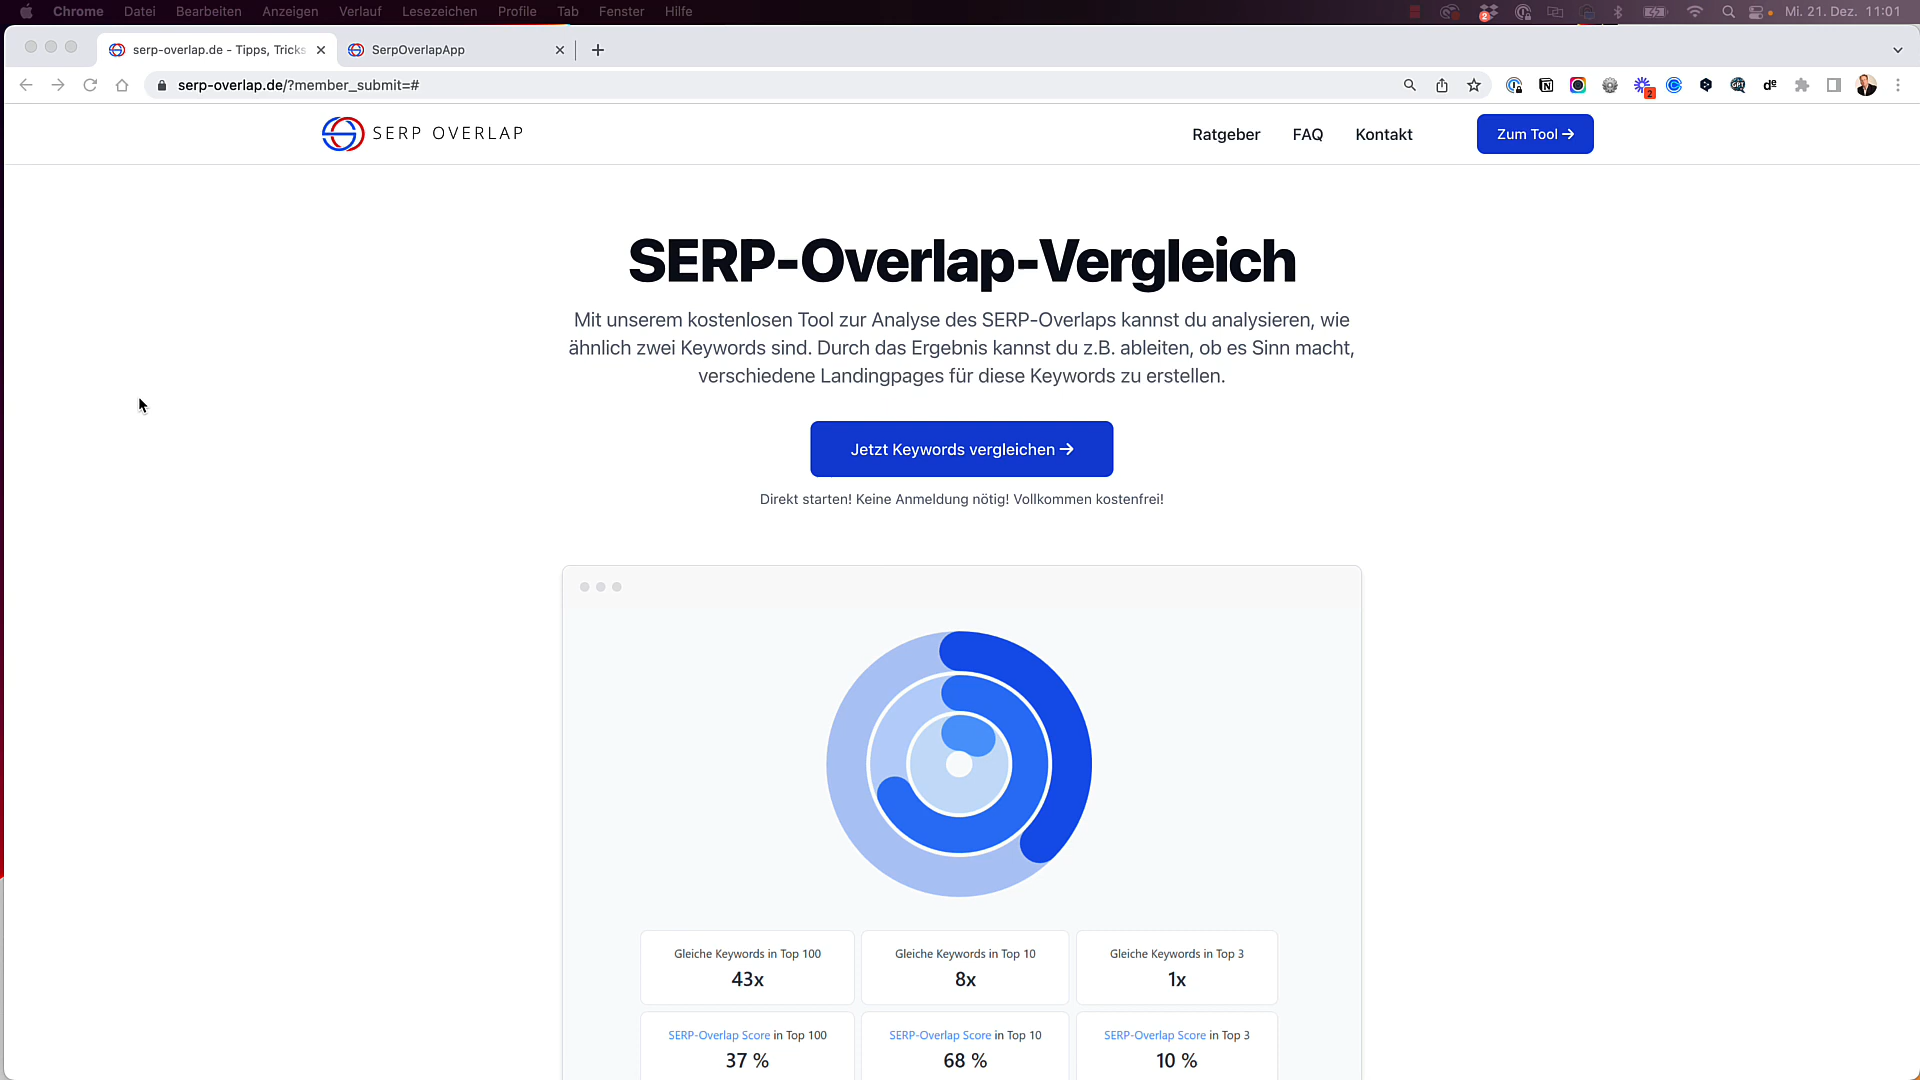 Chrome Datei Bearbeiten Anzeigen Verlauf Lesezeichen Profile Tab Fenster Hilfe
2
Mi. 21. Dez. 11:01
serp-overlap.de - Tipps, Tricks
SerpOverlapApp
serp-overlap.de/?member_submit=#
2
SERP OVERLAP
Ratgeber
FAQ
Kontakt
Zum Tool →
SERP-Overlap-Vergleich
Mit unserem kostenlosen Tool zur Analyse des SERP-Overlaps kannst du analysieren, wie
ähnlich zwei Keywords sind. Durch das Ergebnis kannst du z.B. ableiten, ob es Sinn macht,
verschiedene Landingpages für diese Keywords zu erstellen.
Jetzt Keywords vergleichen →
Direkt starten! Keine Anmeldung nötig! Vollkommen kostenfrei!
Gleiche Keywords in Top 100
43x
Gleiche Keywords in Top 10
8x
Gleiche Keywords in Top 3
1x
SERP-Overlap Score in Top 100
37 %
SERP-Overlap Score in Top 10
68 %
SERP-Overlap Score in Top 3
10 %